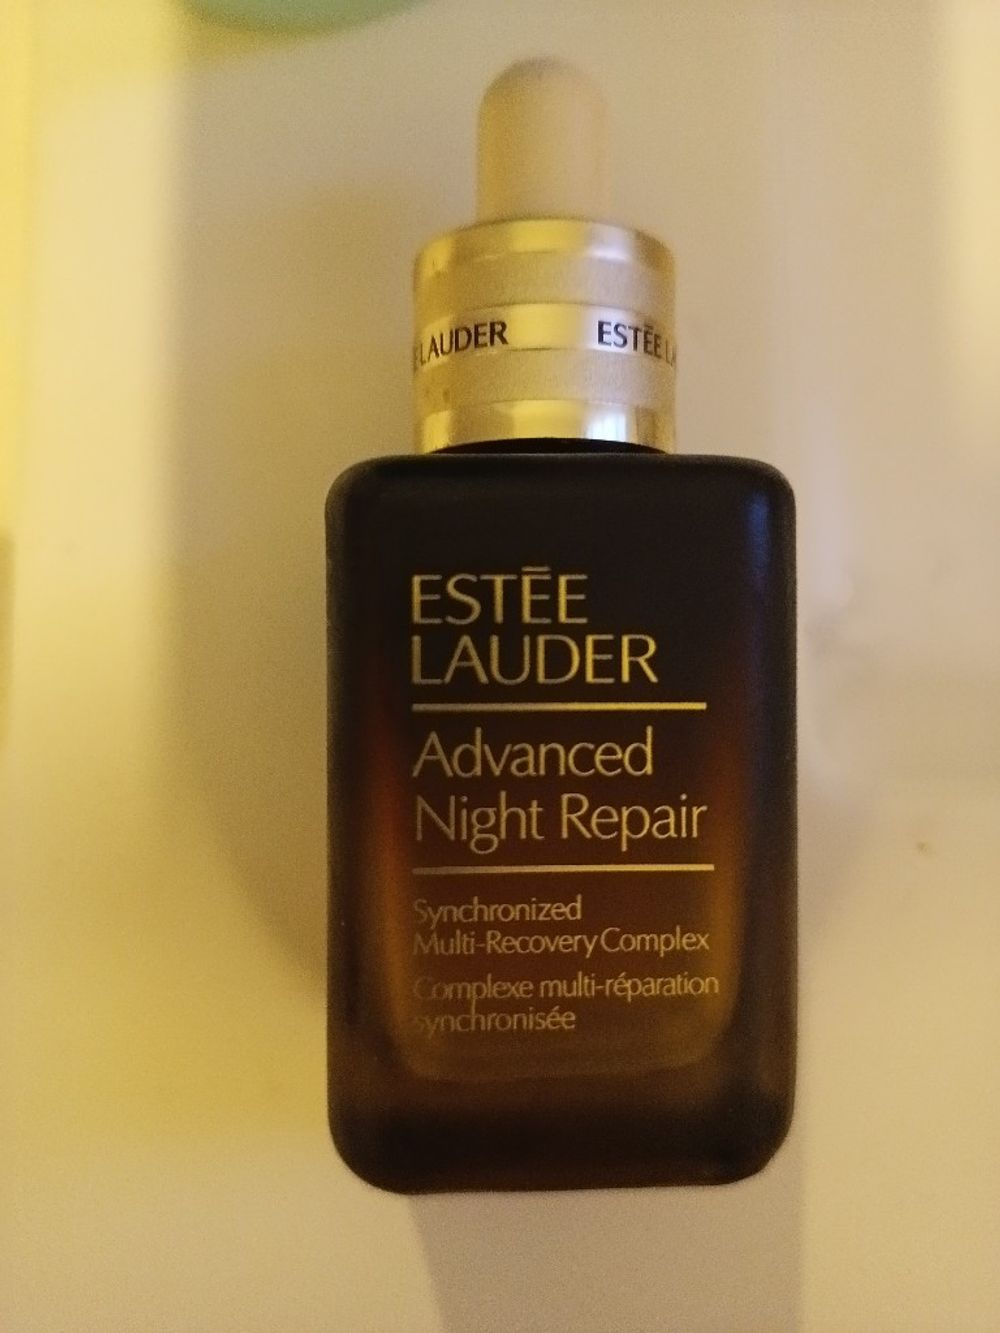 LAUDER ESTĒE
ESTĒE
LAUDER
Advanced
Night Repair
Synchronized
Multi-Recovery Complex
Complexe multi-réparation
synchronisée